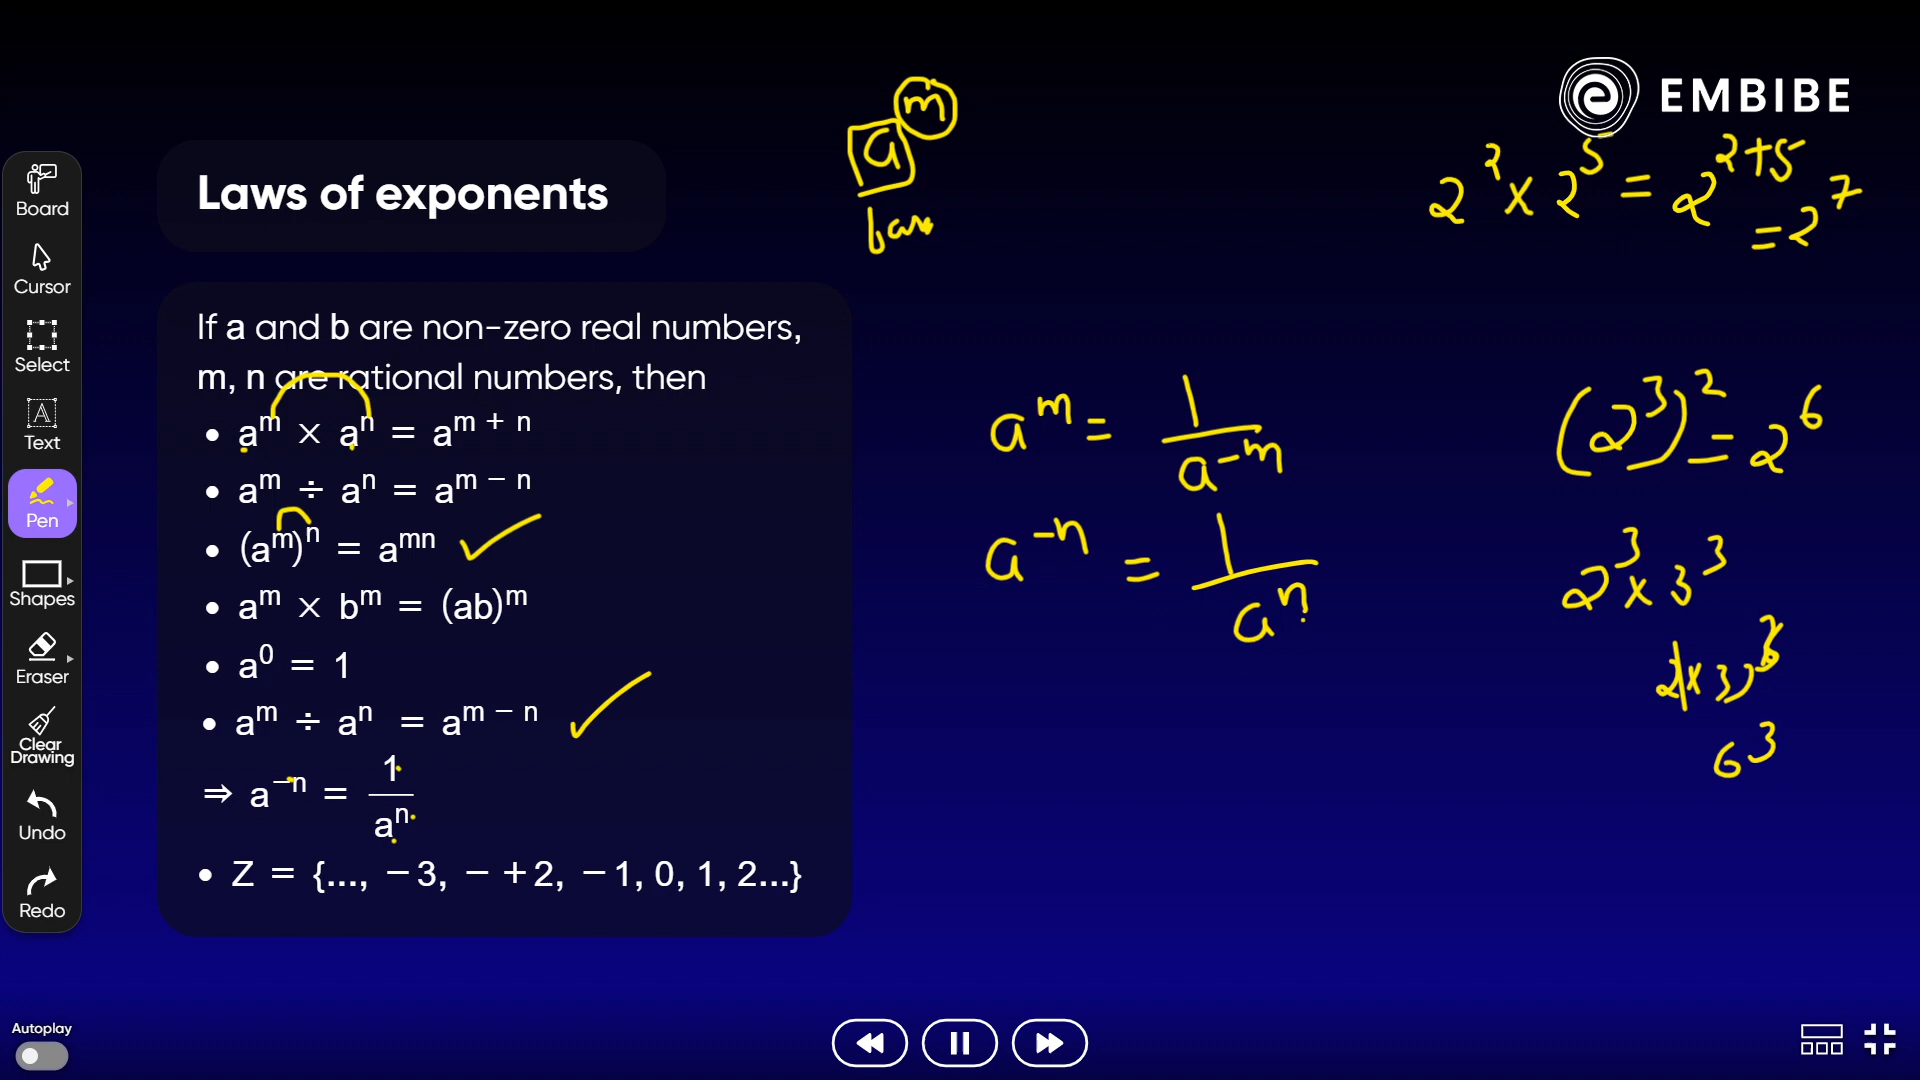 EMBIBE
Board
Cursor
Select
Text
Pen
Shapes
Eraser
Clear
Drawing
Undo
Redo
Autoplay
Laws of exponents
If a and b are non-zero real numbers,
m, n are rational numbers, then
• a^m × a^n = a^(m + n)
• a^m ÷ a^n = a^(m − n)
• (a^m)^n = a^(mn)
• a^m × b^m = (ab)^m
• a^0 = 1
• a^m ÷ a^n = a^(m − n)
⇒ a^(−n) = 1/a^n
• Z = {..., −3, − +2, −1, 0, 1, 2...}
a^m
a^m = 1/a^(−m)
a^(−n) = 1/a^n
2^2 × 2^5 = 2^(2+5)
= 2^7
(2^3)^2 = 2^6
2^3 × 3^3
6^3